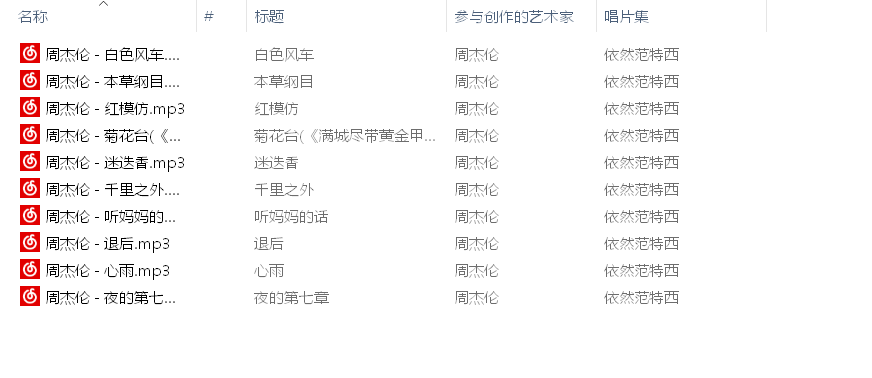 名称 # 标题 参与创作的艺术家 唱片集
周杰伦 - 白色风车.... 白色风车 周杰伦 依然范特西
周杰伦 - 本草纲目.... 本草纲目 周杰伦 依然范特西
周杰伦 - 红模仿.mp3 红模仿 周杰伦 依然范特西
周杰伦 - 菊花台(《... 菊花台(《满城尽带黄金甲... 周杰伦 依然范特西
周杰伦 - 迷迭香.mp3 迷迭香 周杰伦 依然范特西
周杰伦 - 千里之外.... 千里之外 周杰伦 依然范特西
周杰伦 - 听妈妈的... 听妈妈的话 周杰伦 依然范特西
周杰伦 - 退后.mp3 退后 周杰伦 依然范特西
周杰伦 - 心雨.mp3 心雨 周杰伦 依然范特西
周杰伦 - 夜的第七... 夜的第七章 周杰伦 依然范特西